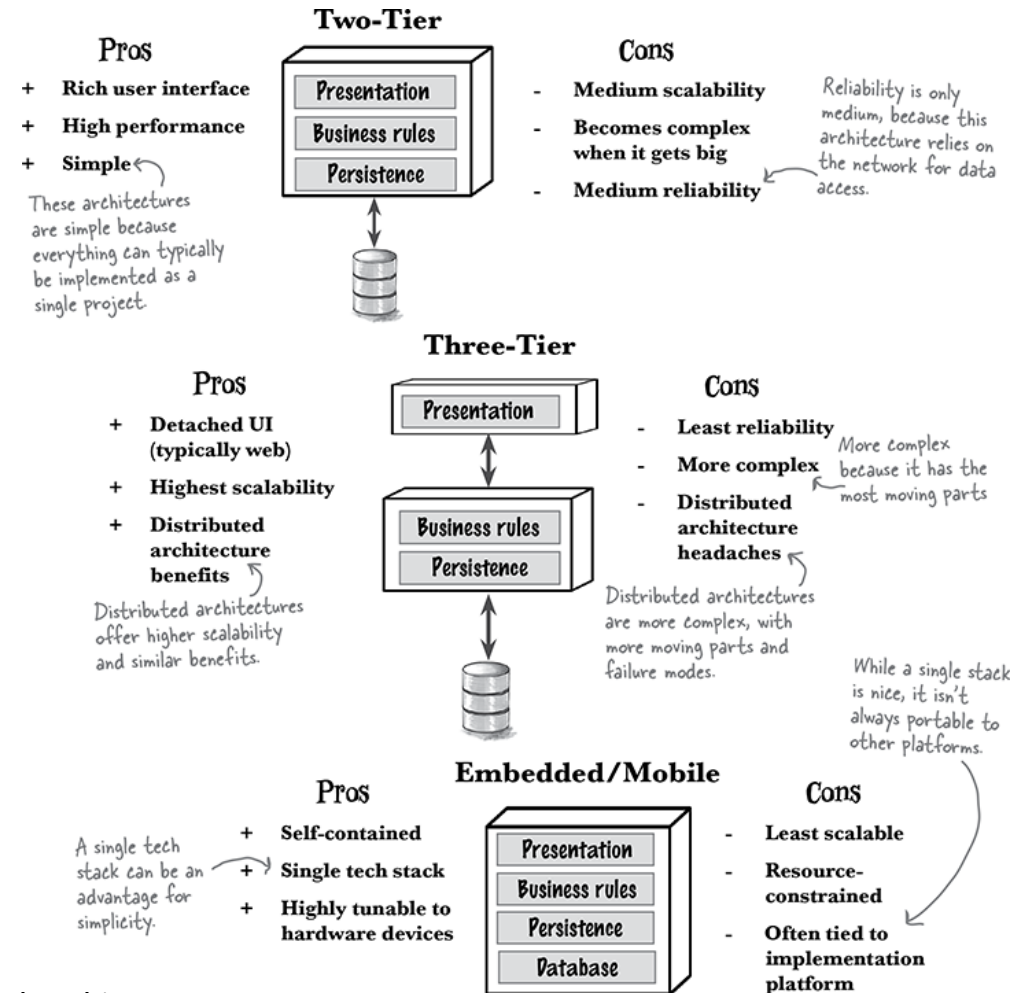 Two-Tier
Pros
+ Rich user interface
+ High performance
+ Simple
These architectures
are simple because
everything can typically
be implemented as a
single project.
Presentation
Business rules
Persistence
Cons
- Medium scalability
- Becomes complex
when it gets big
- Medium reliability
Reliability is only
medium, because this
architecture relies on
the network for data
access.
Three-Tier
Pros
+ Detached UI
(typically web)
+ Highest scalability
+ Distributed
architecture
benefits
Distributed architectures
offer higher scalability
and similar benefits.
Presentation
Business rules
Persistence
Cons
- Least reliability
- More complex
- Distributed
architecture
headaches
More complex
because it has the
most moving parts
Distributed architectures
are more complex, with
more moving parts and
failure modes.
Embedded/Mobile
Pros
+ Self-contained
+ Single tech stack
+ Highly tunable to
hardware devices
A single tech
stack can be an
advantage for
simplicity.
Presentation
Business rules
Persistence
Database
Cons
- Least scalable
- Resource-
constrained
- Often tied to
implementation
platform
While a single stack
is nice, it isn't
always portable to
other platforms.